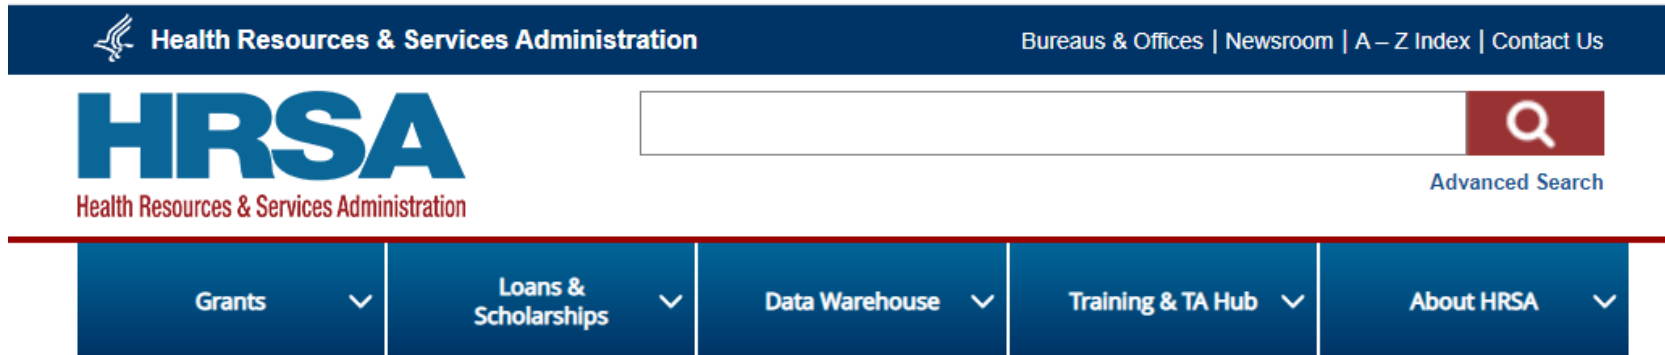 Health Resources & Services Administration
Bureaus & Offices | Newsroom | A – Z Index | Contact Us
HRSA
Health Resources & Services Administration
Advanced Search
Grants
Loans &
Scholarships
Data Warehouse
Training & TA Hub
About HRSA